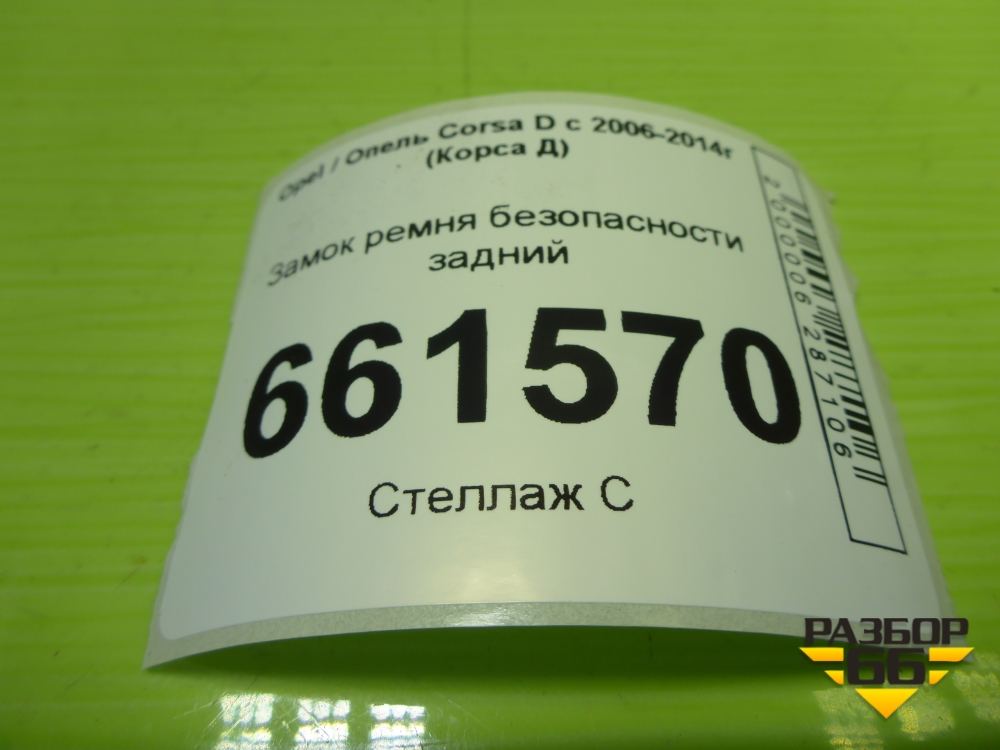 Opel / Опель Corsa D с 2006-2014г
(Корса Д)
Замок ремня безопасности
задний
661570
Стеллаж С
2000006287106
РАЗБОР
66